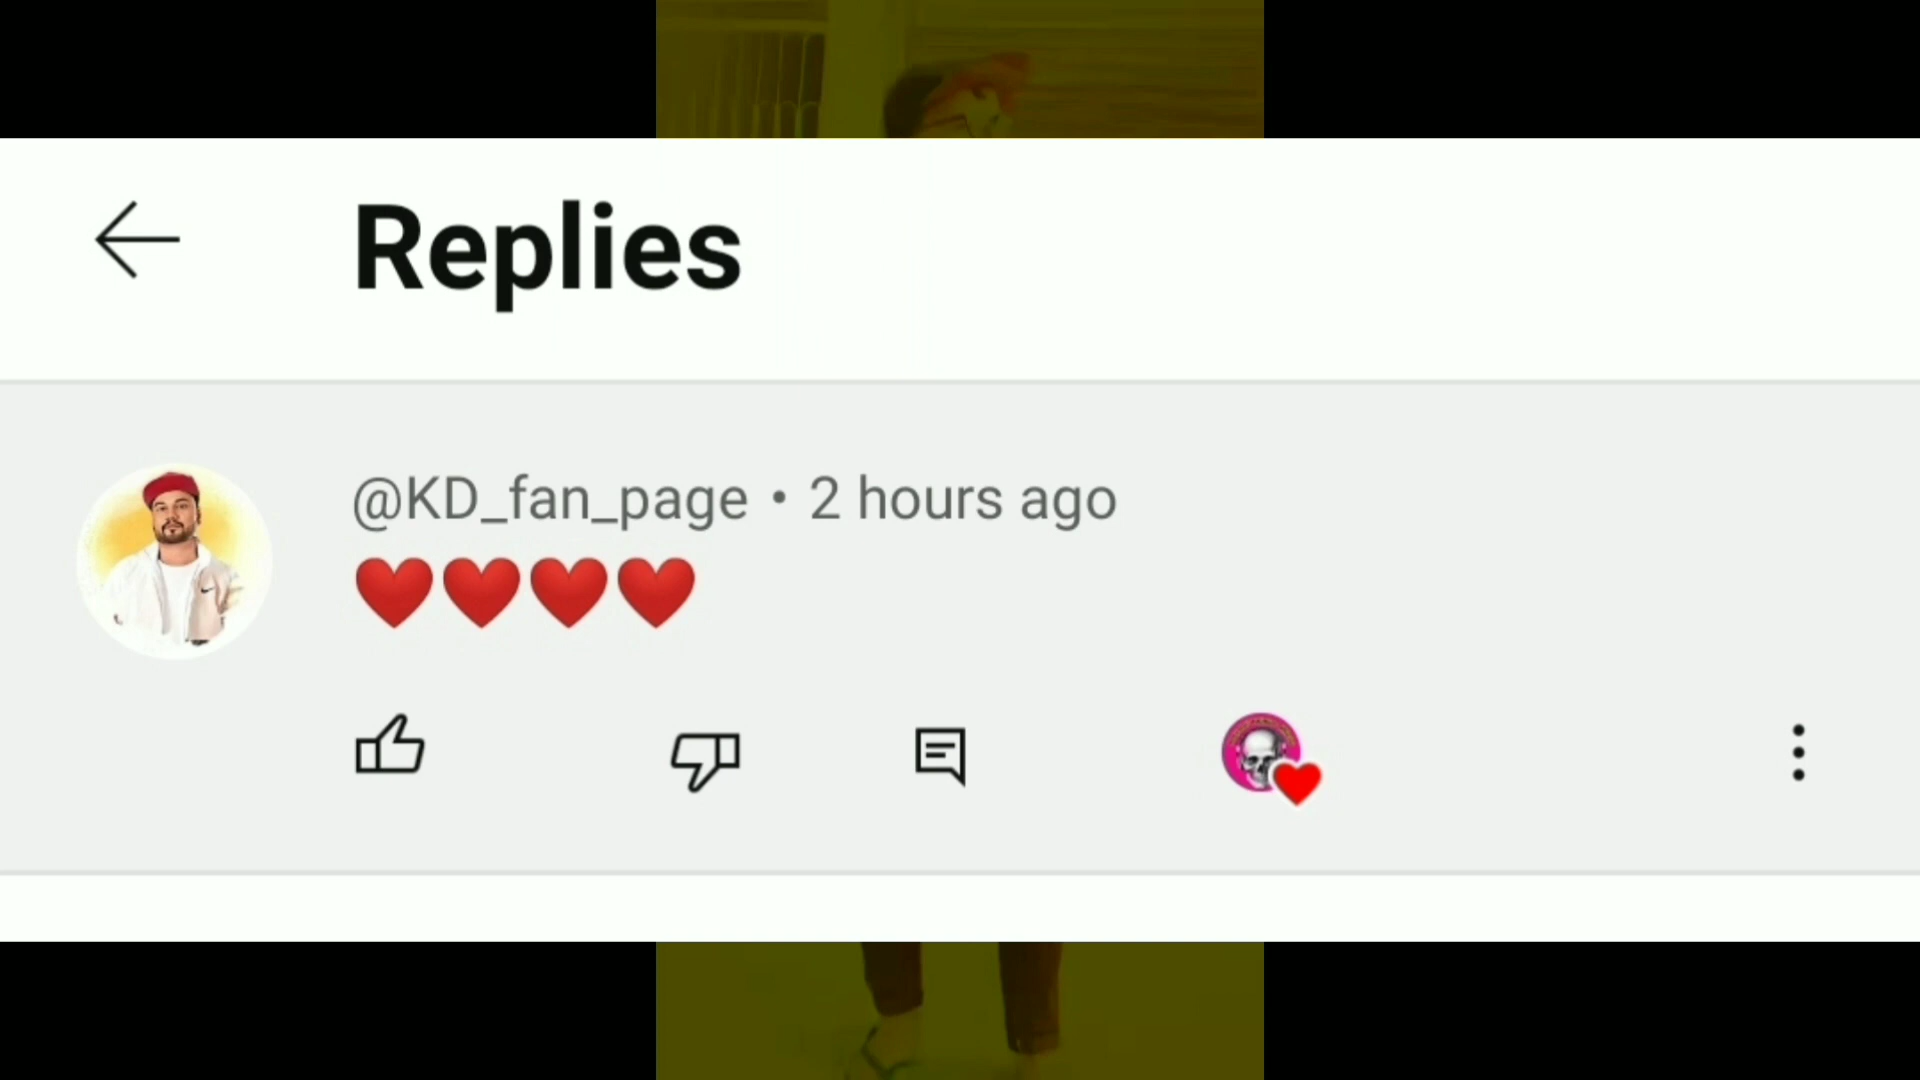 Replies
@KD_fan_page • 2 hours ago
❤️❤️❤️❤️